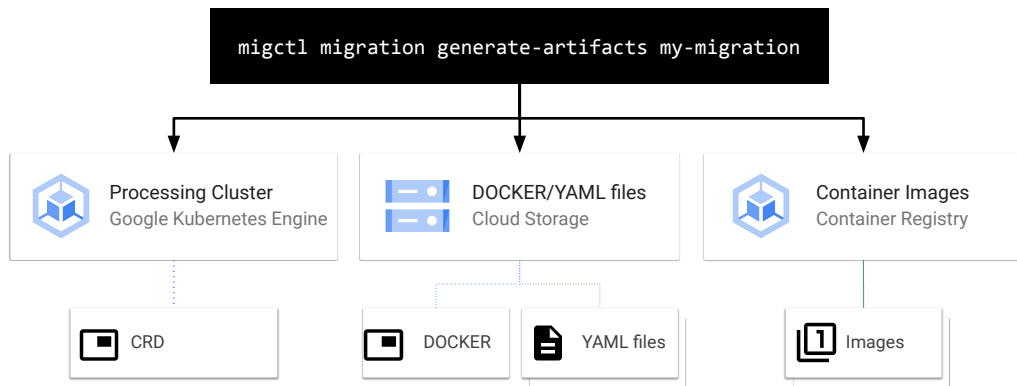 migctl migration generate-artifacts my-migration
Processing Cluster
Google Kubernetes Engine
DOCKER/YAML files
Cloud Storage
Container Images
Container Registry
CRD
DOCKER
YAML files
1
Images